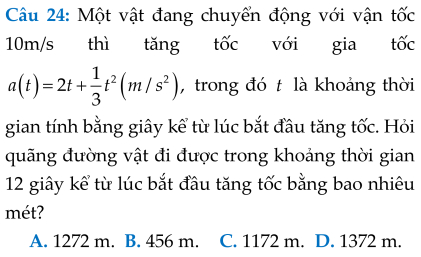 Câu 24: Một vật đang chuyển động với vận tốc
10m/s thì tăng tốc với gia tốc
a(t) = 2t + \frac{1}{3}t^2 (m/s^2), trong đó t là khoảng thời
gian tính bằng giây kể từ lúc bắt đầu tăng tốc. Hỏi
quãng đường vật đi được trong khoảng thời gian
12 giây kể từ lúc bắt đầu tăng tốc bằng bao nhiêu
mét?
A. 1272 m. B. 456 m. C. 1172 m. D. 1372 m.